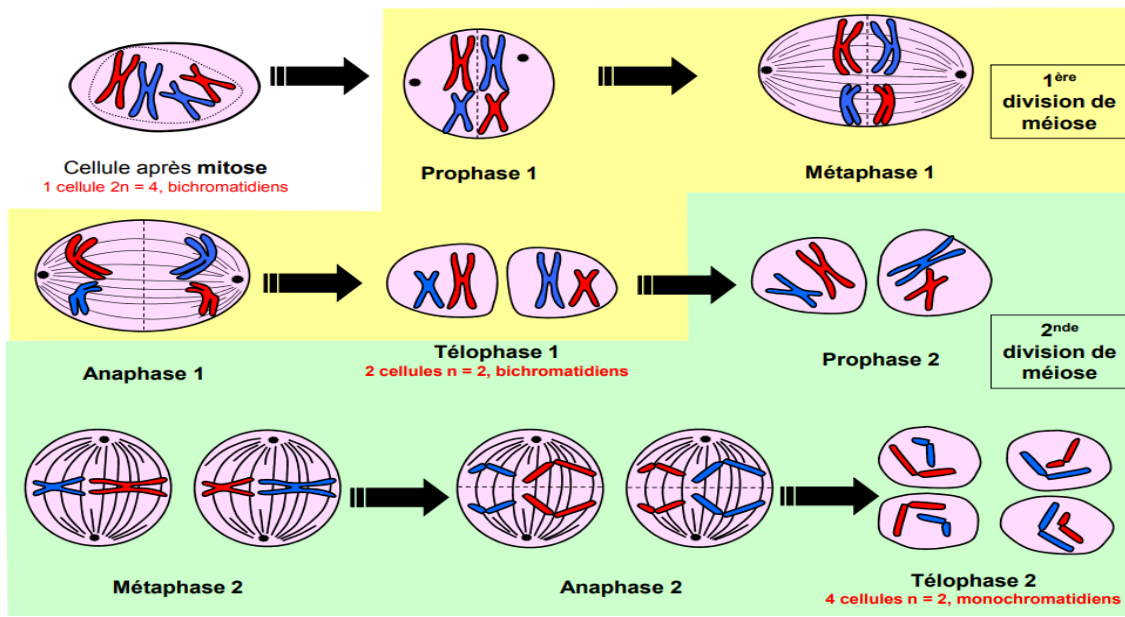 Cellule après mitose
1 cellule 2n = 4, bichromatidiens
Prophase 1
Métaphase 1
1ère
division de
méiose
Anaphase 1
Télophase 1
2 cellules n = 2, bichromatidiens
Prophase 2
2nde
division de
méiose
Métaphase 2
Anaphase 2
Télophase 2
4 cellules n = 2, monochromatidiens